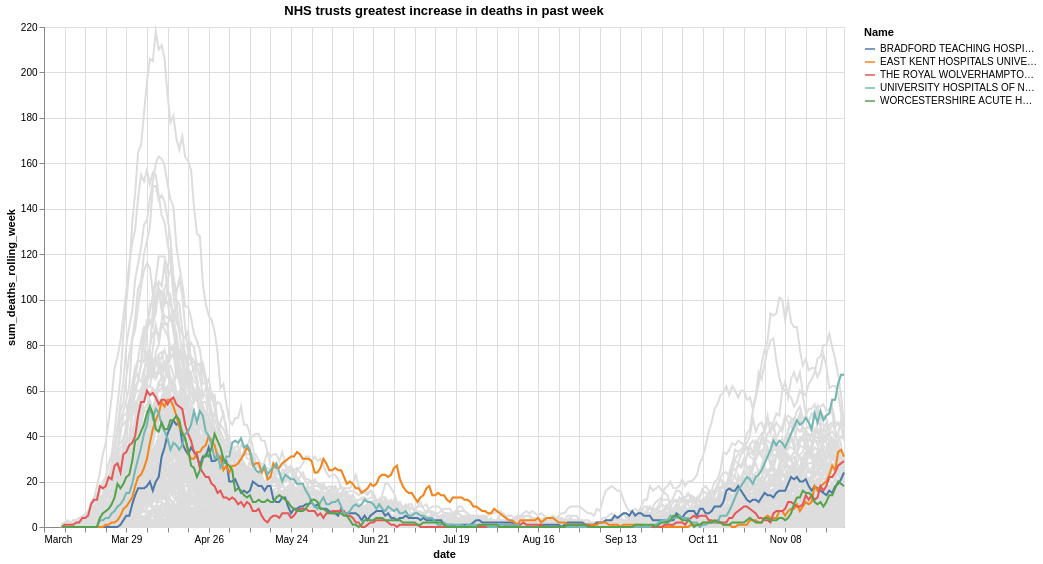 NHS trusts greatest increase in deaths in past week
220
200
180
160
140
120
100
80
60
40
20
0
sum_deaths_rolling_week
March
Mar 29
Apr 26
May 24
Jun 21
Jul 19
Aug 16
Sep 13
Oct 11
Nov 08
date
Name
BRADFORD TEACHING HOSPI…
EAST KENT HOSPITALS UNIVE…
THE ROYAL WOLVERHAMPTO…
UNIVERSITY HOSPITALS OF N…
WORCESTERSHIRE ACUTE H…